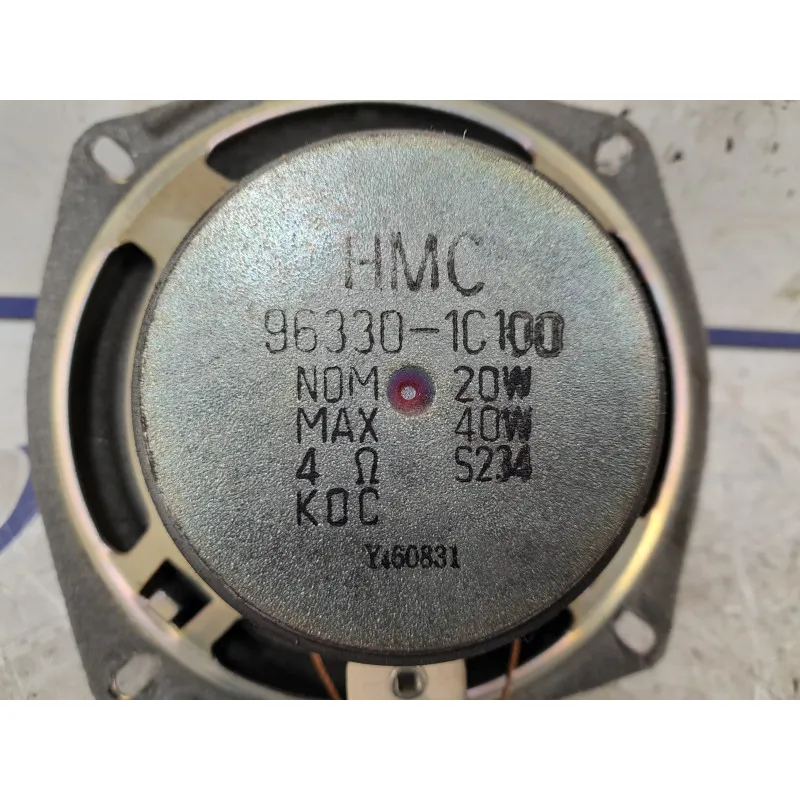 HMC
96330-1C100
NOM 20W
MAX 40W
4 Ω S234
KOC
Y460831